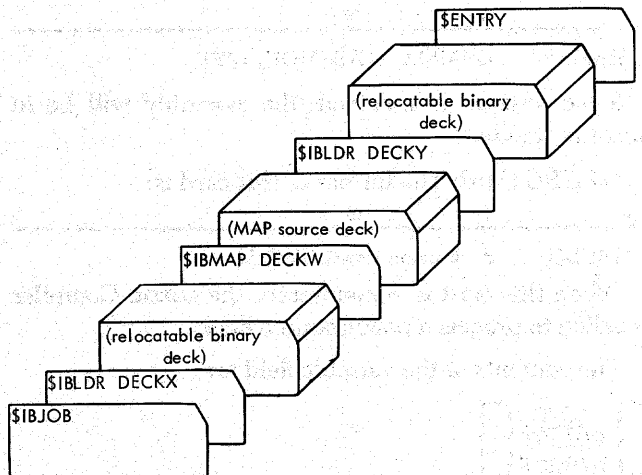 $ENTRY
(relocatable binary
deck)
$IBLDR DECKY
(MAP source deck)
$IBMAP DECKW
(relocatable binary
deck)
$IBLDR DECKX
$IBJOB